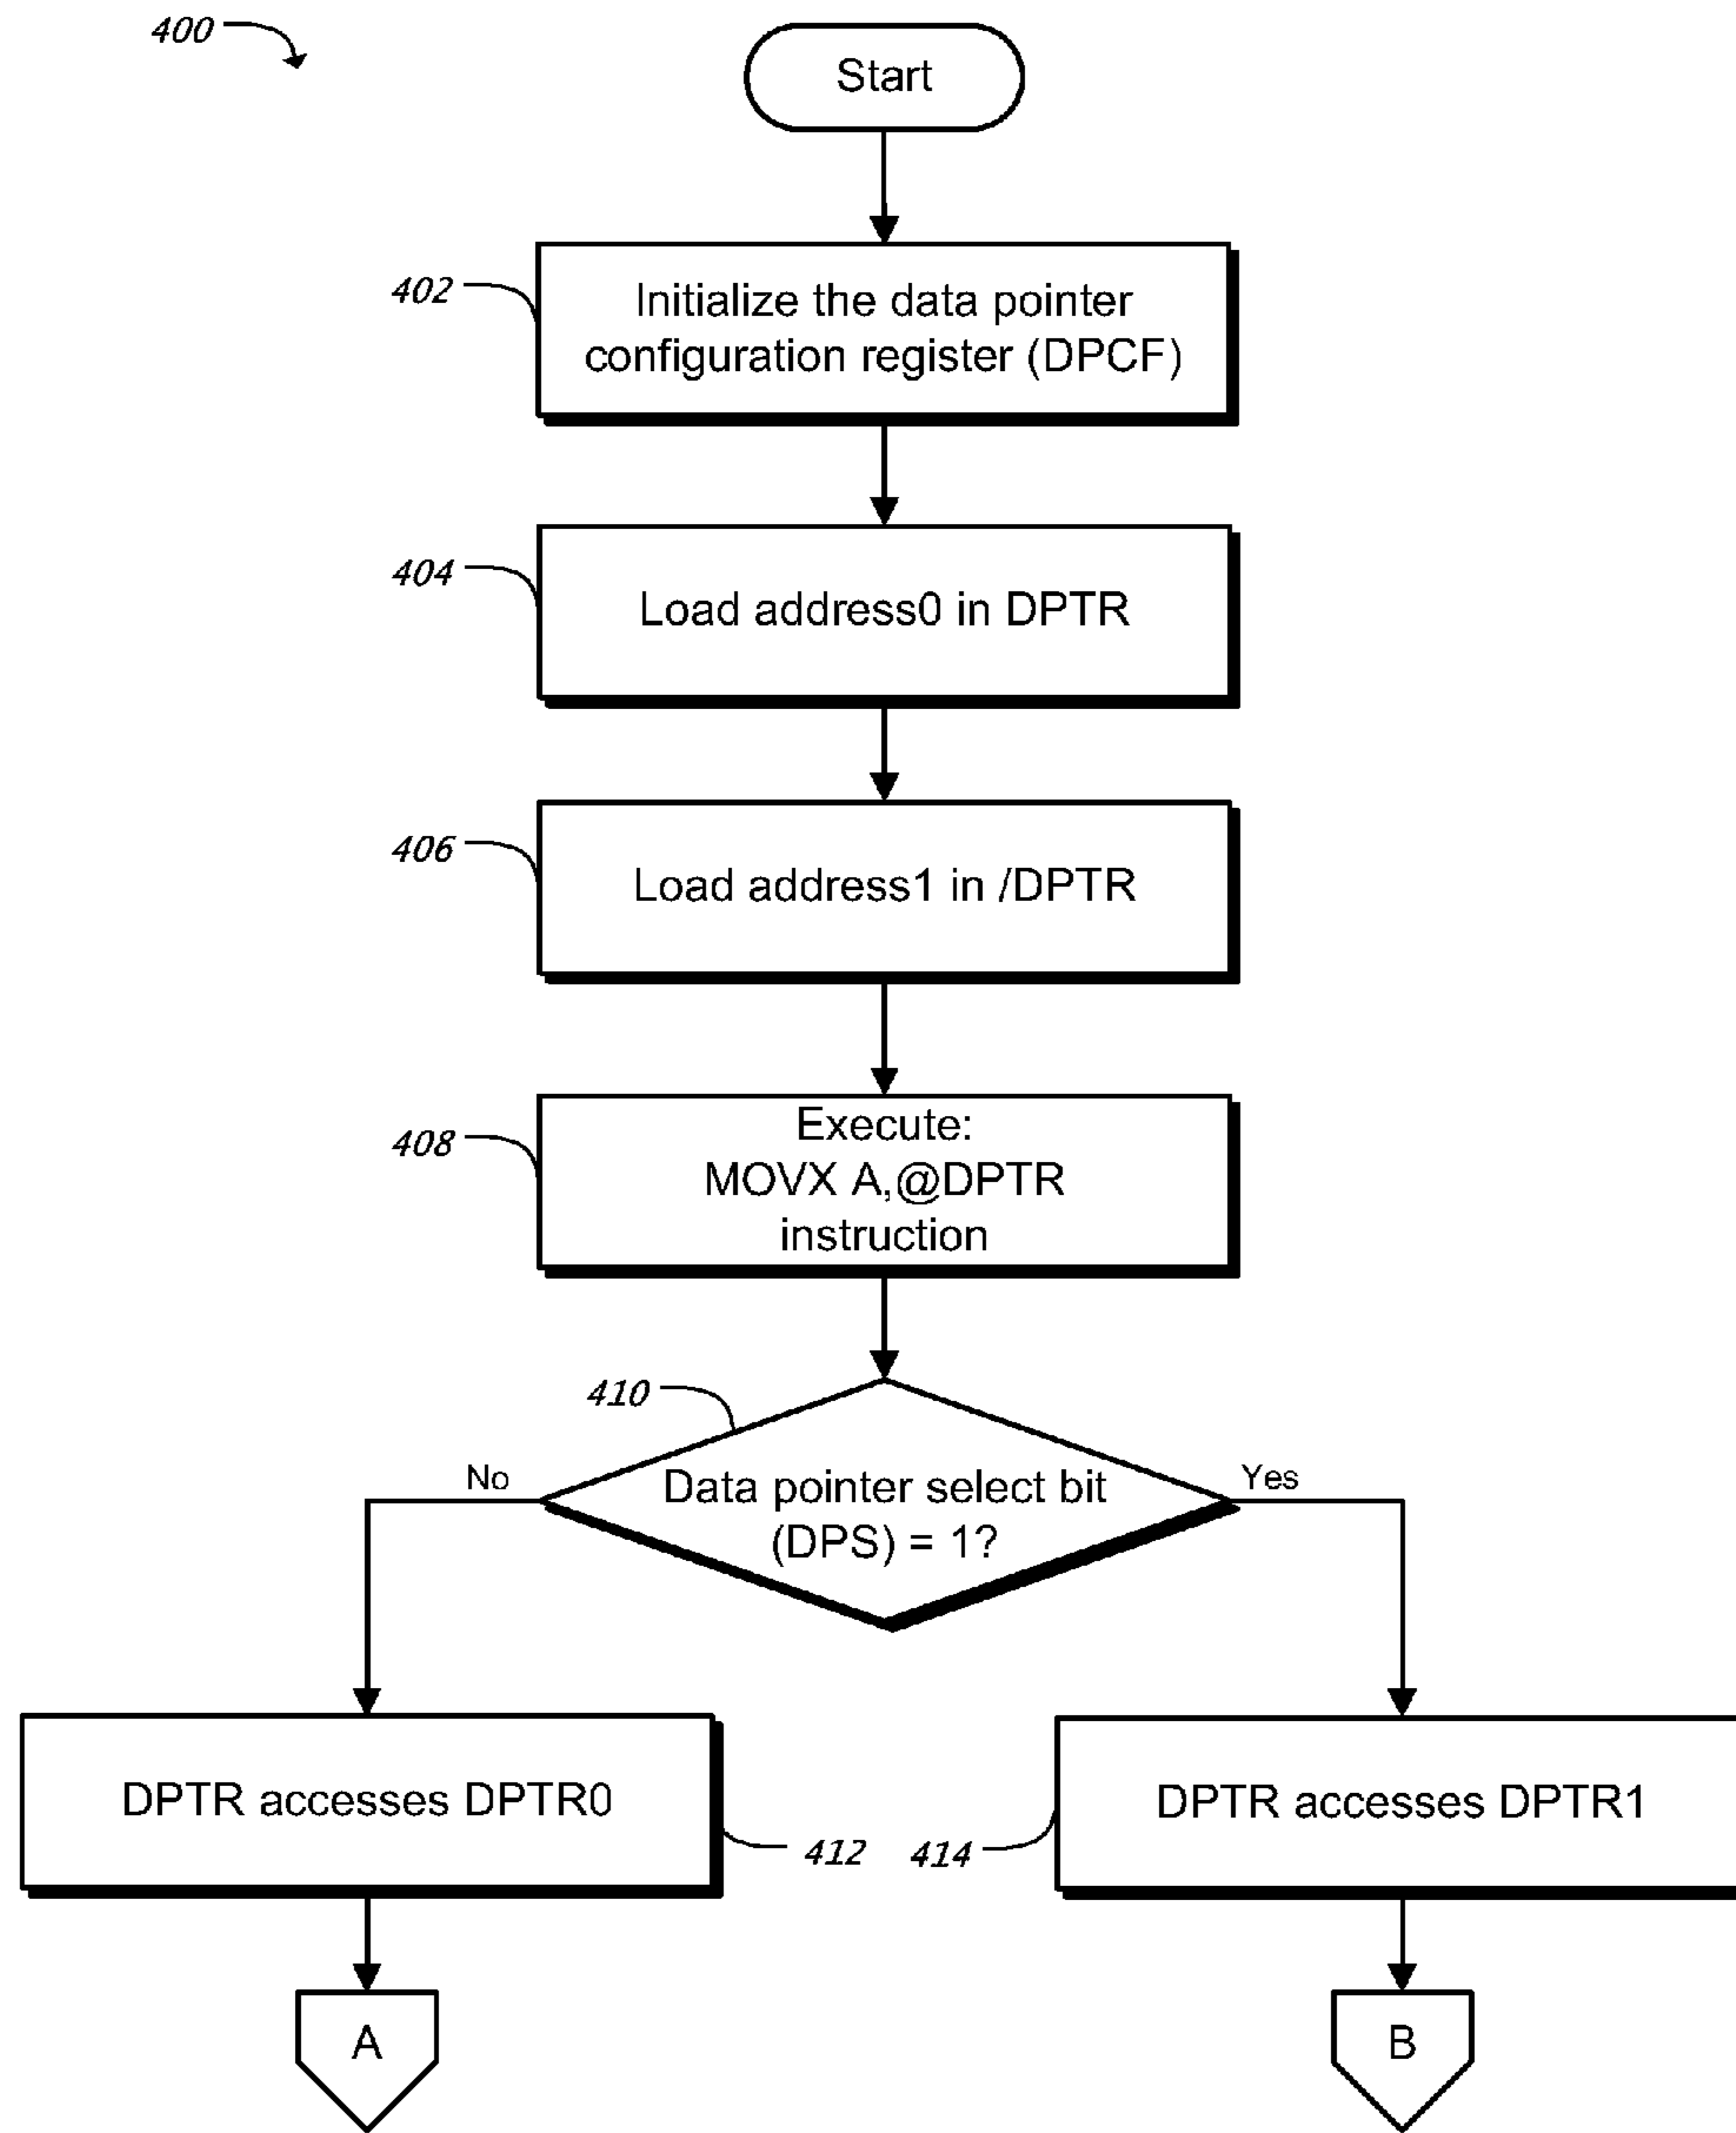 400
Start
402
Initialize the data pointer
configuration register (DPCF)
404
Load address0 in DPTR
406
Load address1 in /DPTR
408
Execute:
MOVX A,@DPTR
instruction
410
No
Data pointer select bit
(DPS) = 1?
Yes
DPTR accesses DPTR0
412
414
DPTR accesses DPTR1
A
B